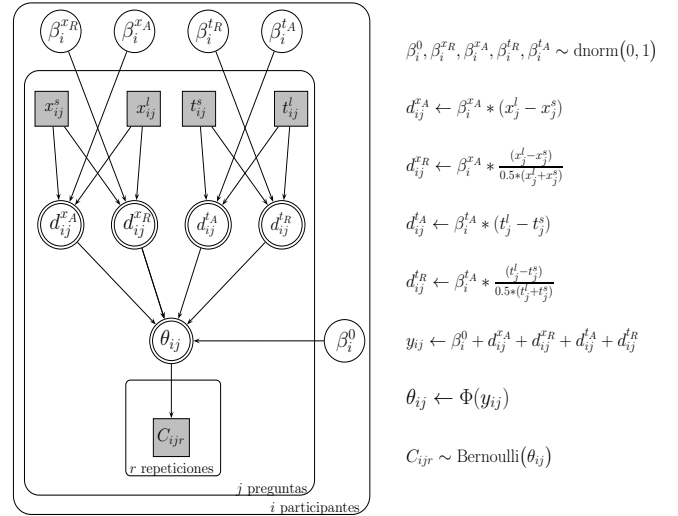 β_i^{x_R} β_i^{x_A} β_i^{t_R} β_i^{t_A}
x_{ij}^s x_{ij}^l t_{ij}^s t_{ij}^l
d_{ij}^{x_A} d_{ij}^{x_R} d_{ij}^{t_A} d_{ij}^{t_R}
θ_{ij} β_i^0
C_{ijr}
r repeticiones
j preguntas
i participantes
β_i^0, β_i^{x_R}, β_i^{x_A}, β_i^{t_R}, β_i^{t_A} ∼ dnorm(0, 1)
d_{ij}^{x_A} ← β_i^{x_A} * (x_j^l − x_j^s)
d_{ij}^{x_R} ← β_i^{x_A} * (x_j^l − x_j^s) / 0.5*(x_j^l + x_j^s)
d_{ij}^{t_A} ← β_i^{t_A} * (t_j^l − t_j^s)
d_{ij}^{t_R} ← β_i^{t_A} * (t_j^l − t_j^s) / 0.5*(t_j^l + t_j^s)
y_{ij} ← β_i^0 + d_{ij}^{x_A} + d_{ij}^{x_R} + d_{ij}^{t_A} + d_{ij}^{t_R}
θ_{ij} ← Φ(y_{ij})
C_{ijr} ∼ Bernoulli(θ_{ij})